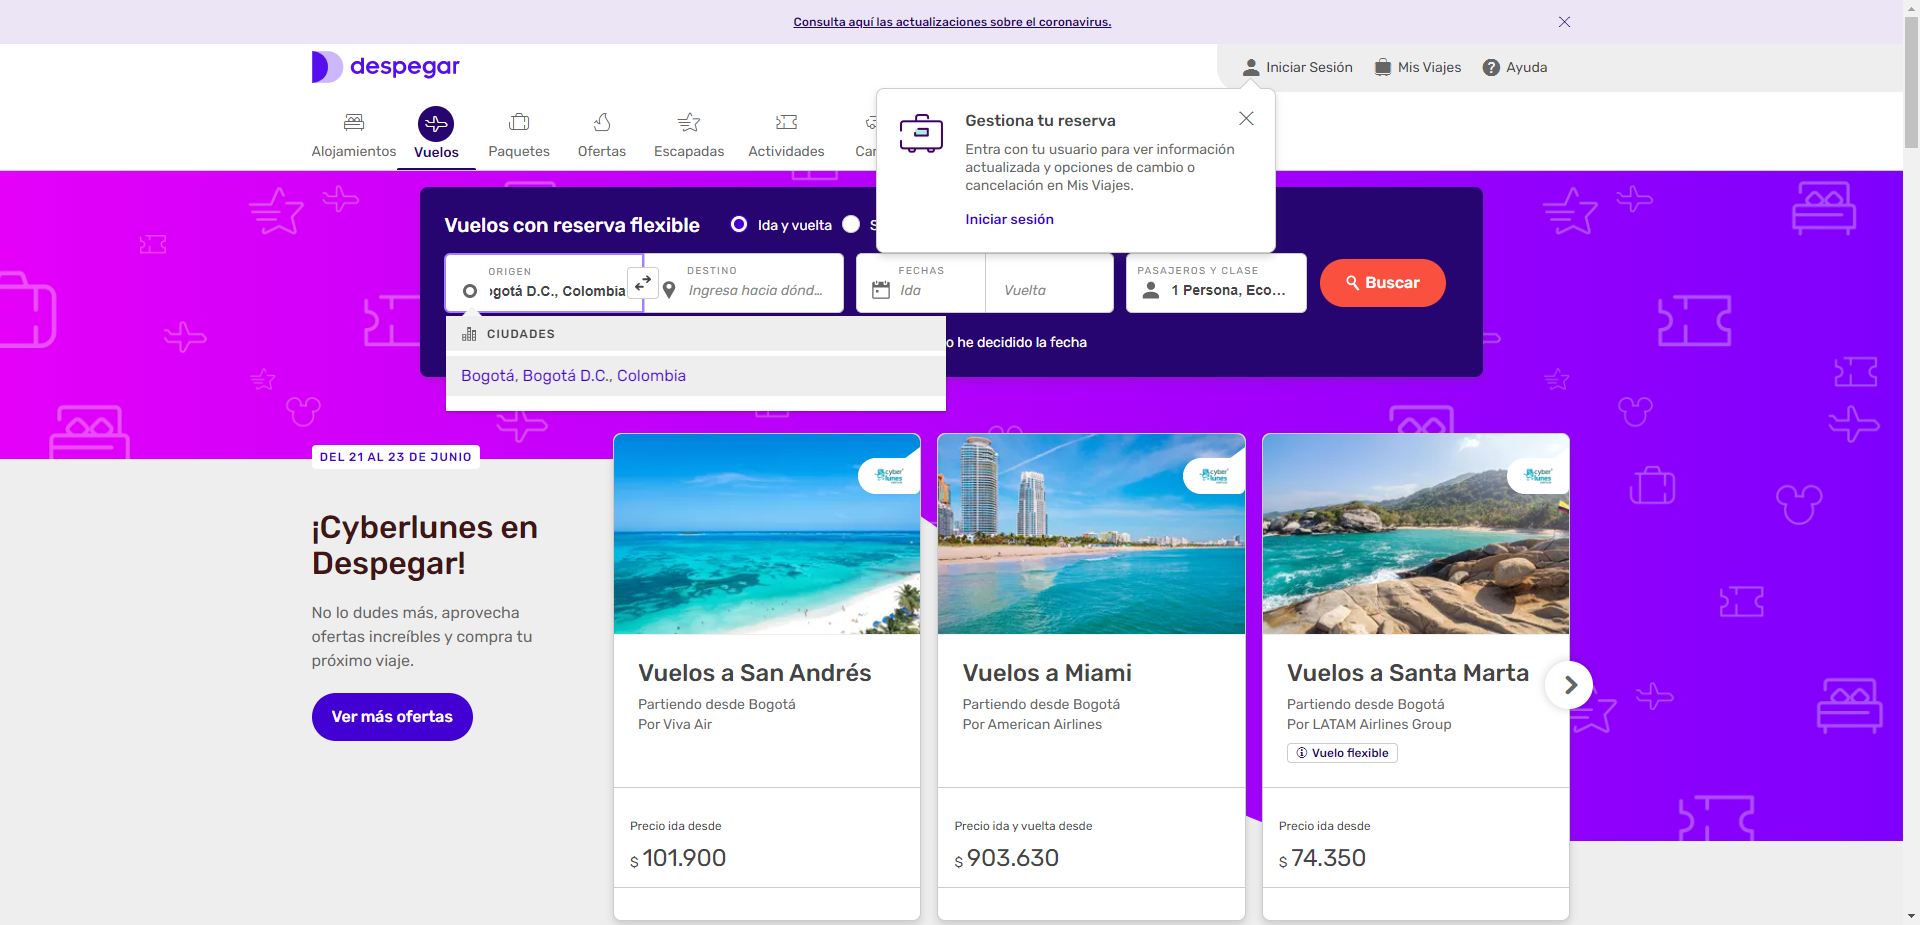 Consulta aquí las actualizaciones sobre el coronavirus.
despegar
Iniciar Sesión
Mis Viajes
Ayuda
Alojamientos
Vuelos
Paquetes
Ofertas
Escapadas
Actividades
Gestiona tu reserva
Entra con tu usuario para ver información
actualizada y opciones de cambio o
cancelación en Mis Viajes.
Iniciar sesión
Vuelos con reserva flexible
Ida y vuelta
ORIGEN
gotá D.C., Colombia
DESTINO
Ingresa hacia dónd...
FECHAS
Ida
Vuelta
PASAJEROS Y CLASE
1 Persona, Eco...
Buscar
CIUDADES
o he decidido la fecha
Bogotá, Bogotá D.C., Colombia
DEL 21 AL 23 DE JUNIO
¡Cyberlunes en
Despegar!
No lo dudes más, aprovecha
ofertas increíbles y compra tu
próximo viaje.
Ver más ofertas
cyber
lunes
Vuelos a San Andrés
Partiendo desde Bogotá
Por Viva Air
Precio ida desde
$ 101.900
cyber
lunes
Vuelos a Miami
Partiendo desde Bogotá
Por American Airlines
Precio ida y vuelta desde
$ 903.630
cyber
lunes
Vuelos a Santa Marta
Partiendo desde Bogotá
Por LATAM Airlines Group
Vuelo flexible
Precio ida desde
$ 74.350